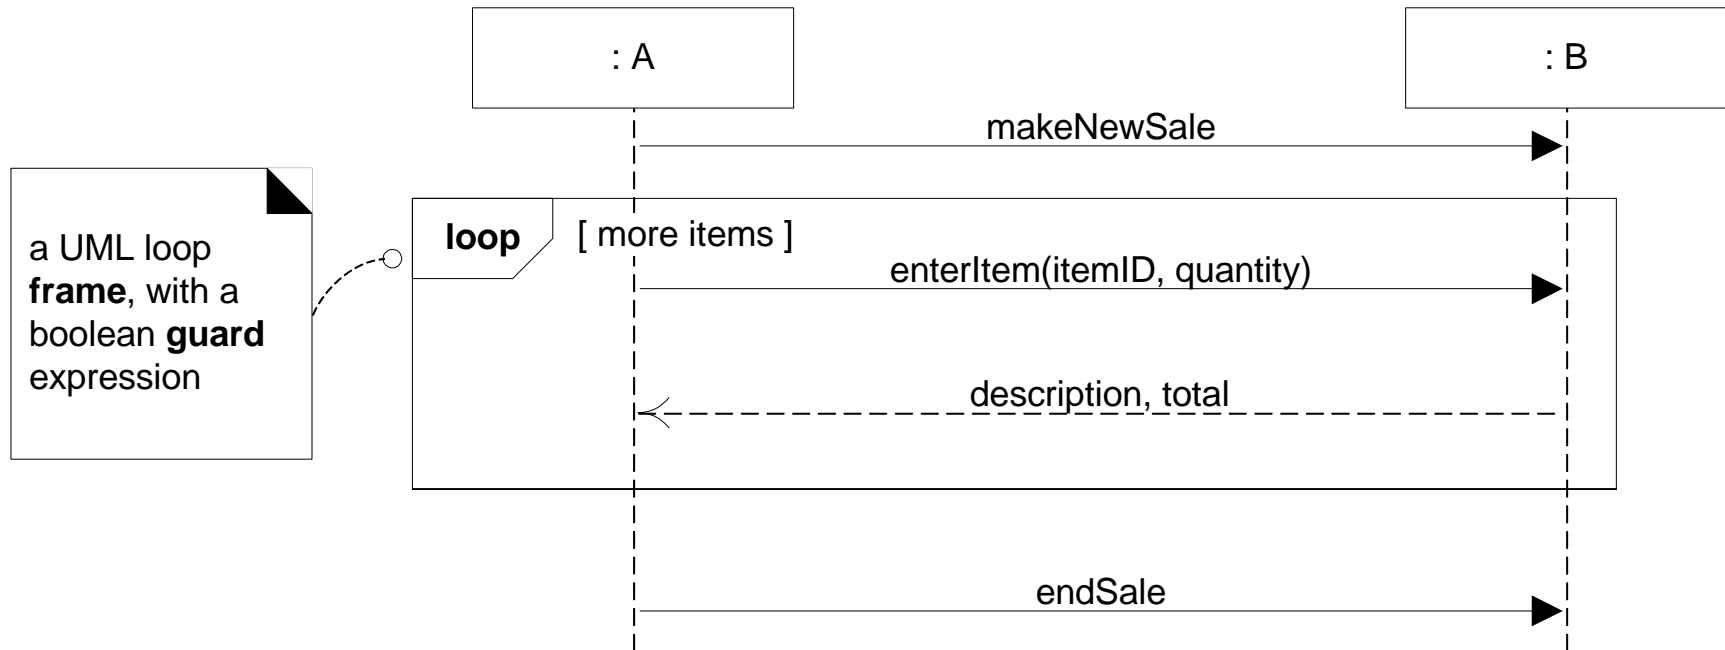 : A
: B
makeNewSale
a UML loop
frame, with a
boolean guard
expression
loop
[ more items ]
enterItem(itemID, quantity)
description, total
endSale